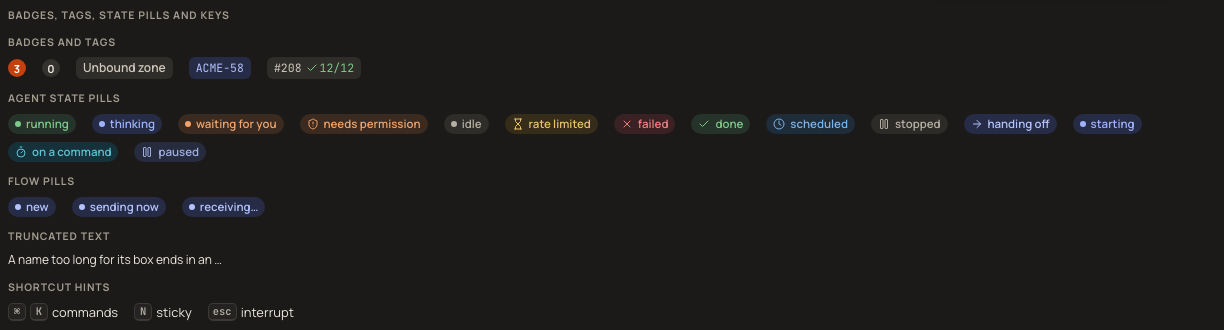 BADGES, TAGS, STATE PILLS AND KEYS
BADGES AND TAGS
3 0 Unbound zone ACME-58 #208 ✓ 12/12
AGENT STATE PILLS
running thinking waiting for you needs permission idle rate limited failed done scheduled stopped handing off starting
on a command paused
FLOW PILLS
new sending now receiving…
TRUNCATED TEXT
A name too long for its box ends in an …
SHORTCUT HINTS
⌘ K commands N sticky esc interrupt